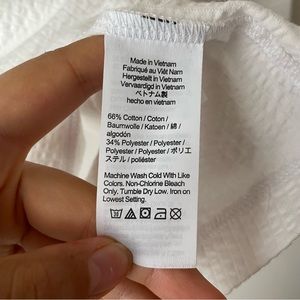 Made in Vietnam
Fabriqué au Viêt Nam
Hergestellt in Vietnam
Vervaardigd in Vietnam
ベトナム製
hecho en vietnam
66% Cotton / Coton /
Baumwolle / Katoen / 綿 /
algodón
34% Polyester / Polyester /
Polyester / Polyester / ポリエ
ステル / poliéster
Machine Wash Cold With Like
Colors. Non-Chlorine Bleach
Only. Tumble Dry Low. Iron on
Lowest Setting.